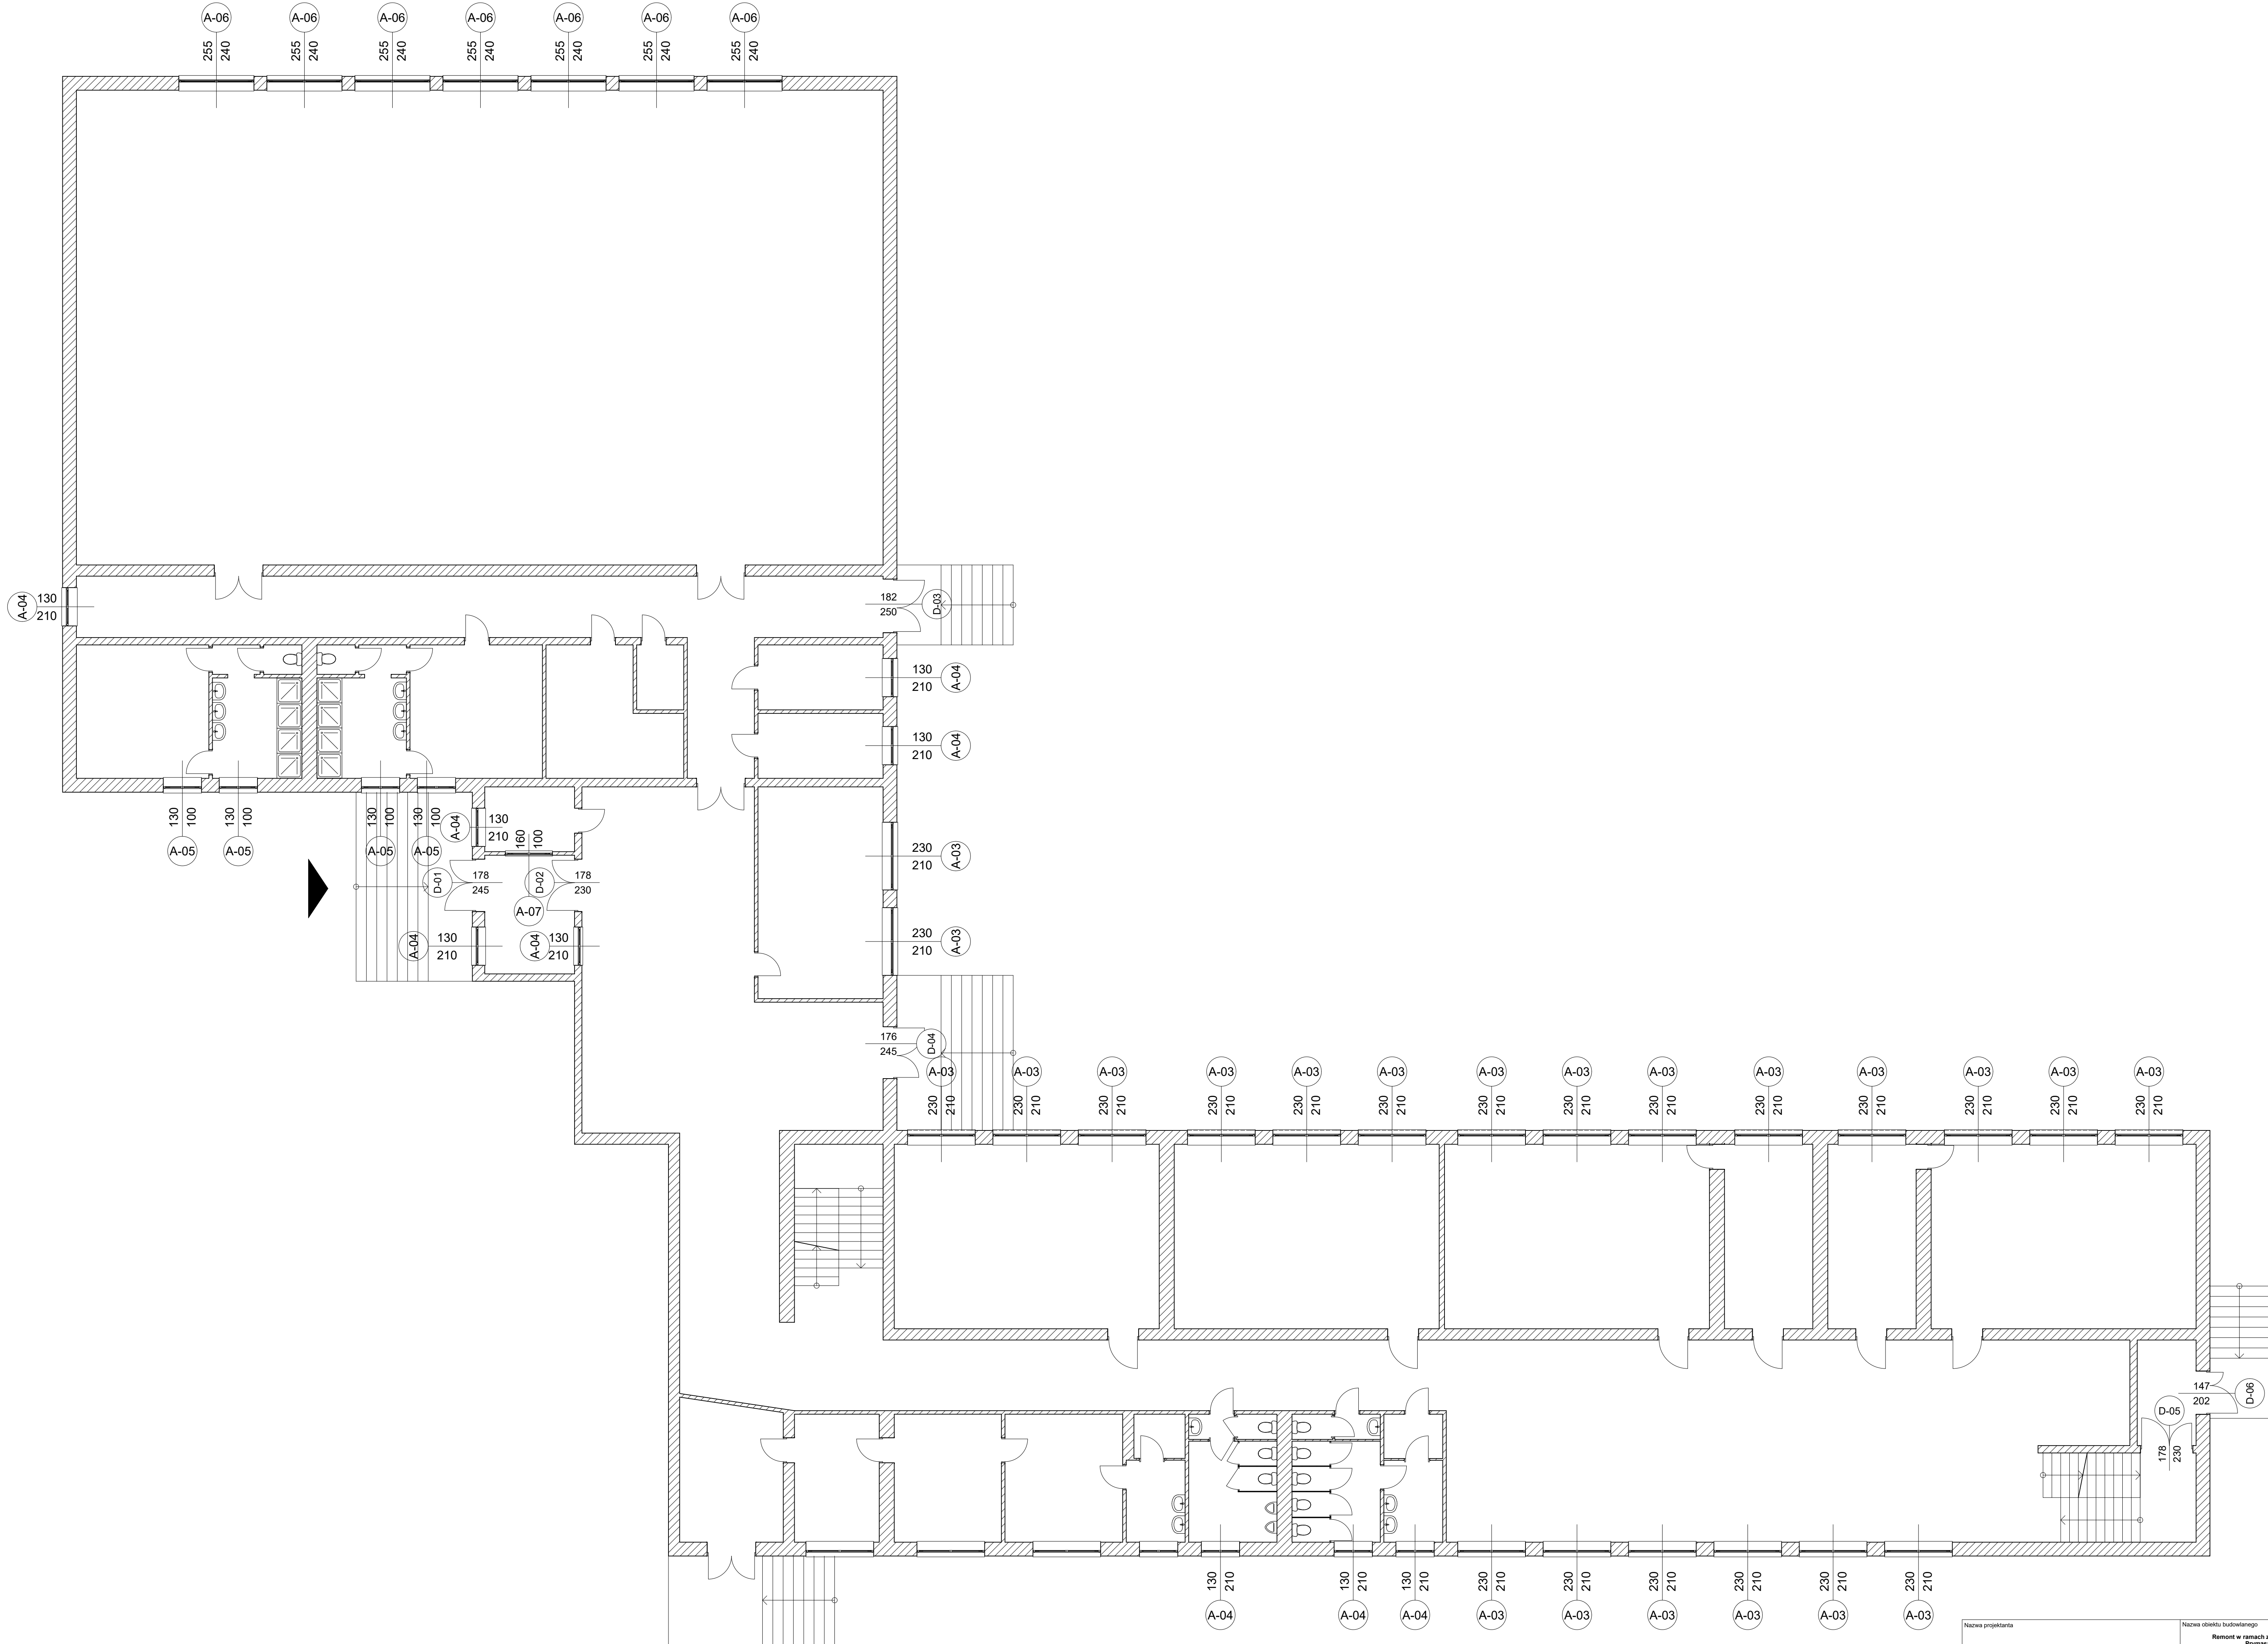 A-06 A-06 A-06 A-06 A-06 A-06 A-06
255 240 255 240 255 240 255 240 255 240 255 240 255 240
A-04 130 210
182 250 D-03
130 210 A-04
130 210 A-04
130 100 130 100 130 100 130 100
A-05 A-05 A-05 A-05
A-04 130 210
160 100
230 210 A-03
D-01 178 245
D-02 178 230
A-07
A-04 130 210
A-04 130 210
230 210 A-03
176 245 D-04
A-03 A-03 A-03 A-03 A-03 A-03 A-03 A-03 A-03 A-03 A-03 A-03 A-03 A-03
230 210 230 210 230 210 230 210 230 210 230 210 230 210 230 210 230 210 230 210 230 210 230 210 230 210 230 210
147 202 D-06
D-05
178 230
130 210 130 210 130 210 230 210 230 210 230 210 230 210 230 210 230 210
A-04 A-04 A-04 A-03 A-03 A-03 A-03 A-03 A-03
Nazwa projektanta
Nazwa obiektu budowlanego
Remont w ramach